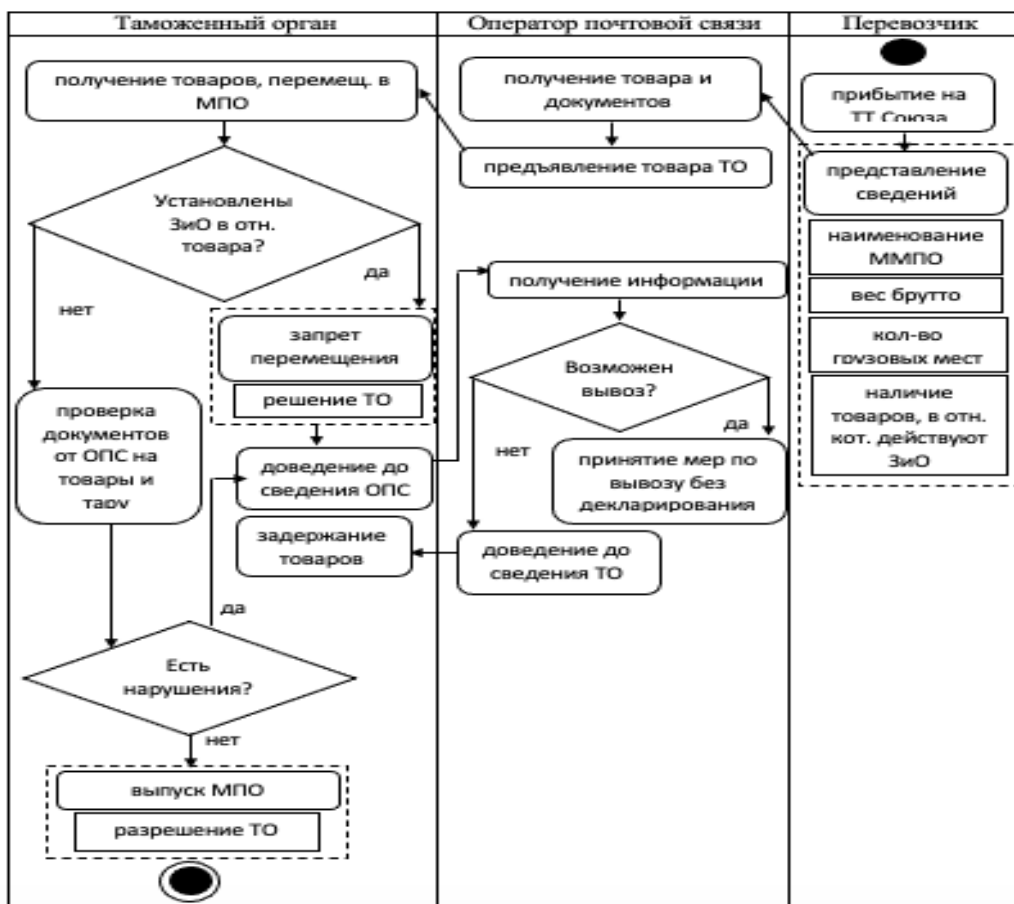 Таможенный орган
Оператор почтовой связи
Перевозчик
получение товаров, перемещ. в
МПО
Установлены
ЗиО в отн.
товара?
нет
да
запрет
перемещения
решение ТО
проверка
документов
от ОПС на
товары и
тару
доведение до
сведения ОПС
задержание
товаров
да
Есть
нарушения?
нет
выпуск МПО
разрешение ТО
получение товара и
документов
предъявление товара ТО
получение информации
Возможен
вывоз?
нет
да
принятие мер по
вывозу без
декларирования
доведение до
сведения ТО
прибытие на
ТТ Союза
представление
сведений
наименование
ММПО
вес брутто
кол-во
грузовых мест
наличие
товаров, в отн.
кот. действуют
ЗиО